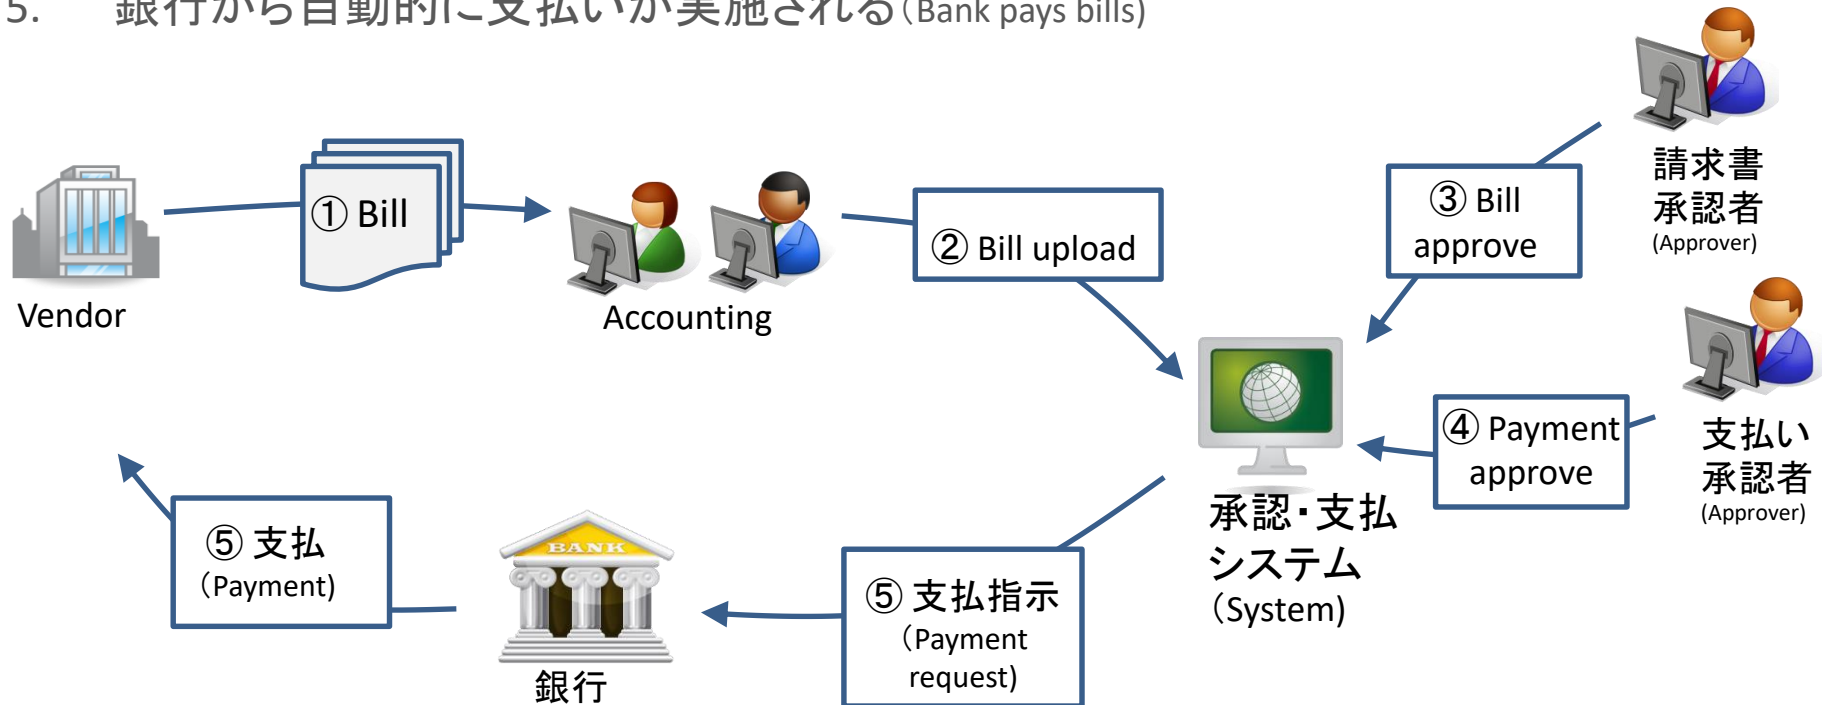 5. 銀行から自動的に支払いが実施される(Bank pays bills)
① Bill
Vendor
Accounting
② Bill upload
③ Bill
approve
請求書
承認者
(Approver)
④ Payment
approve
支払い
承認者
(Approver)
承認・支払
システム
（System)
⑤ 支払指示
（Payment
request)
BANK
銀行
⑤ 支払
（Payment)